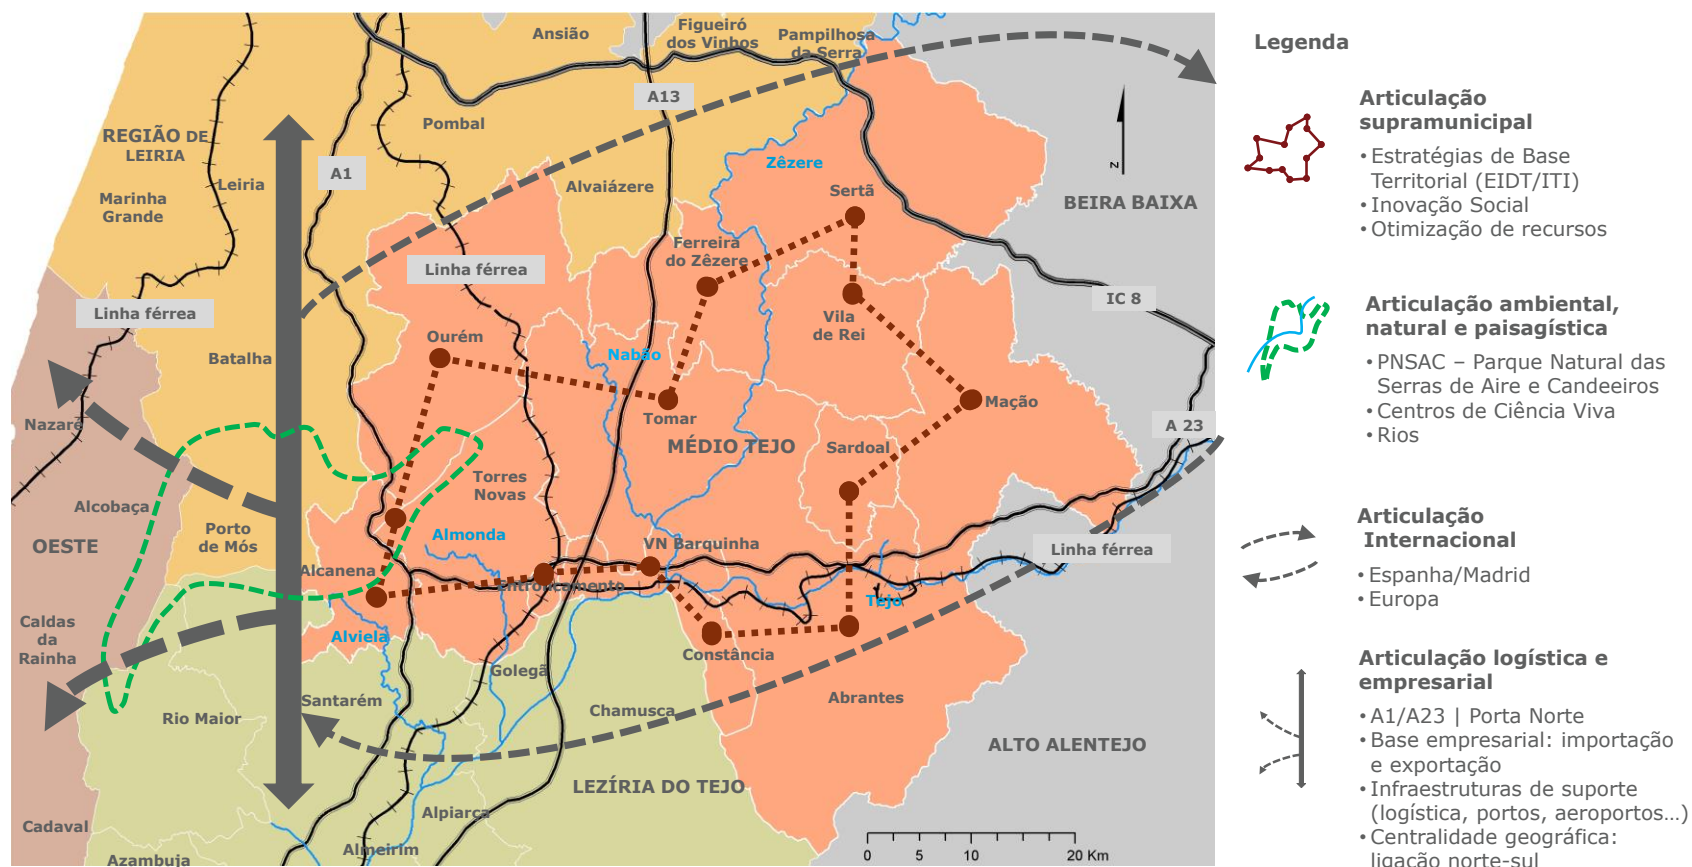 Ansião
Figueiró
dos Vinhos
Pampilhosa
da Serra
A13
Pombal
REGIÃO DE
LEIRIA
A1
Leiria
Marinha
Grande
Alvaiázere
Zêzere
Sertã
BEIRA BAIXA
N
Ferreira
do Zêzere
Linha férrea
IC 8
Linha férrea
Vila
de Rei
Ourém
Batalha
Nabão
Tomar
Mação
Nazaré
A 23
MÉDIO TEJO
Sardoal
Torres
Novas
Alcobaça
OESTE
Porto
de Mós
Almonda
VN Barquinha
Linha férrea
Alcanena
Entroncamento
Tejo
Caldas
da
Rainha
Alviela
Constância
Golegã
Santarém
Abrantes
Rio Maior
Chamusca
ALTO ALENTEJO
LEZÍRIA DO TEJO
Alpiarça
Cadaval
Almeirim
Azambuja
0 5 10 20 Km
Legenda
Articulação
supramunicipal
• Estratégias de Base
Territorial (EIDT/ITI)
• Inovação Social
• Otimização de recursos
Articulação ambiental,
natural e paisagística
• PNSAC – Parque Natural das
Serras de Aire e Candeeiros
• Centros de Ciência Viva
• Rios
Articulação
Internacional
• Espanha/Madrid
• Europa
Articulação logística e
empresarial
• A1/A23 | Porta Norte
• Base empresarial: importação
e exportação
• Infraestruturas de suporte
(logística, portos, aeroportos…)
• Centralidade geográfica:
ligação norte-sul